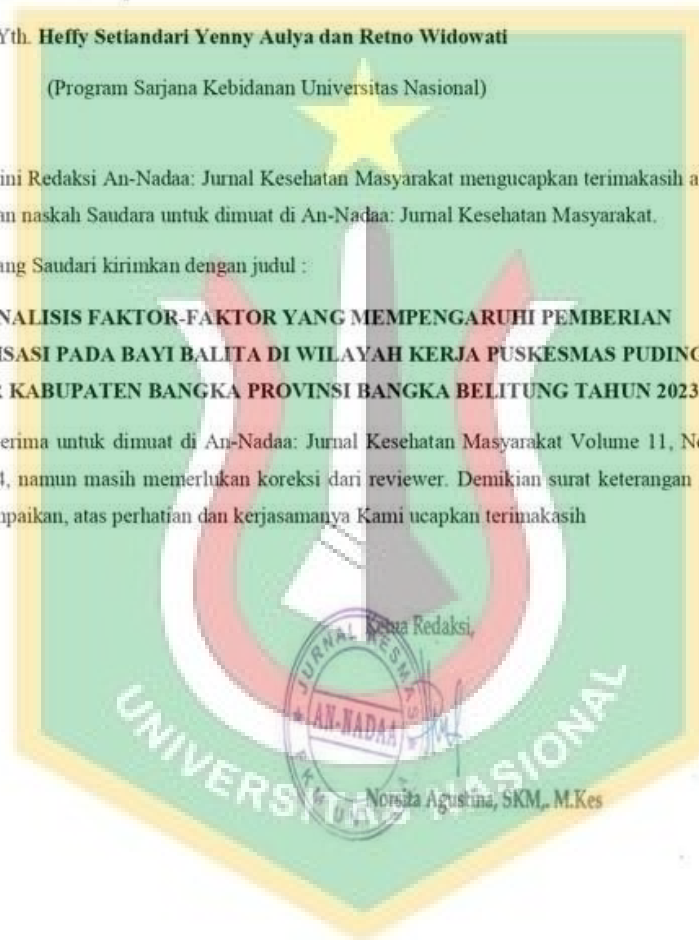 Yth. Heffy Setiandari Yenny Aulya dan Retno Widowati
(Program Sarjana Kebidanan Universitas Nasional)
ini Redaksi An-Nadaa: Jurnal Kesehatan Masyarakat mengucapkan terimakasih a
an naskah Saudara untuk dimuat di An-Nadaa: Jurnal Kesehatan Masyarakat.
ang Saudari kirimkan dengan judul :
NALISIS FAKTOR-FAKTOR YANG MEMPENGARUHI PEMBERIAN
ISASI PADA BAYI BALITA DI WILAYAH KERJA PUSKESMAS PUDING
R KABUPATEN BANGKA PROVINSI BANGKA BELITUNG TAHUN 2023
erima untuk dimuat di An-Nadaa: Jurnal Kesehatan Masyarakat Volume 11, No
4, namun masih memerlukan koreksi dari reviewer. Demikian surat keterangan
mpaikan, atas perhatian dan kerjasamanya Kami ucapkan terimakasih
Ketua Redaksi,
JURNAL KESMAS
AN-NADAA
Norsita Agustina, SKM,. M.Kes
UNIVERSITAS NASIONAL